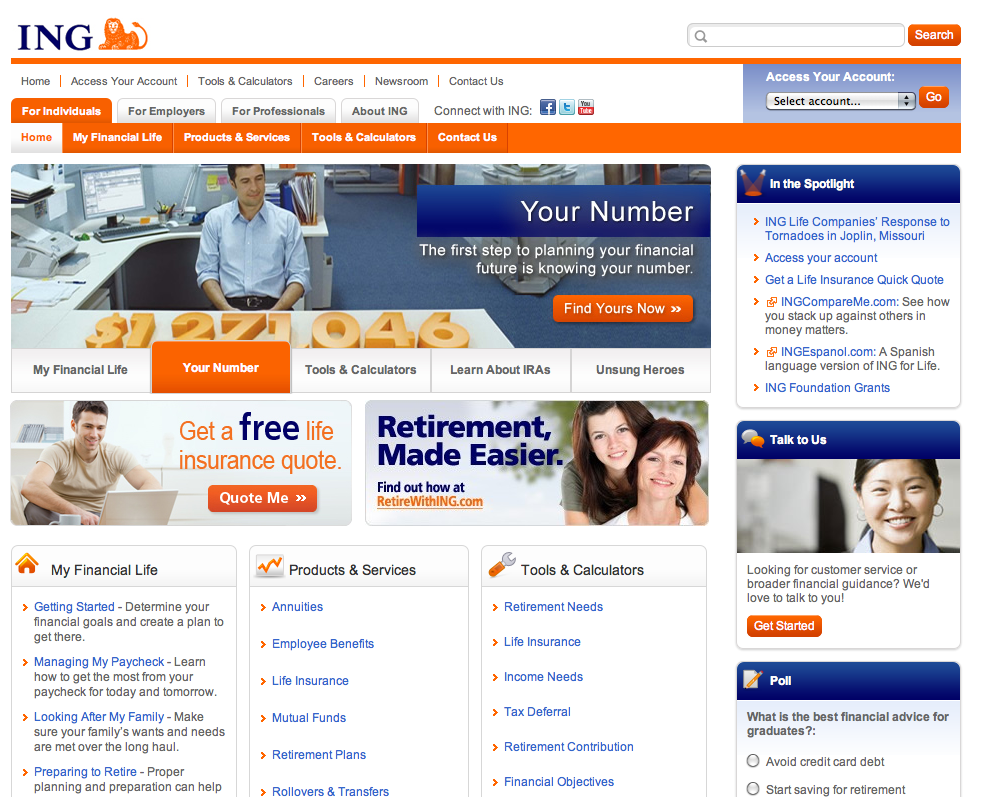 ING
Search
Home
Access Your Account
Tools & Calculators
Careers
Newsroom
Contact Us
Access Your Account:
Select account...
Go
For Individuals
For Employers
For Professionals
About ING
Connect with ING:
You Tube
Home
My Financial Life
Products & Services
Tools & Calculators
Contact Us
Your Number
The first step to planning your financial
future is knowing your number.
Find Yours Now »
$1271046
My Financial Life
Your Number
Tools & Calculators
Learn About IRAs
Unsung Heroes
Get a free life
insurance quote.
Quote Me »
Retirement,
Made Easier.
Find out how at
RetireWithING.com
My Financial Life
Getting Started - Determine your
financial goals and create a plan to
get there.
Managing My Paycheck - Learn
how to get the most from your
paycheck for today and tomorrow.
Looking After My Family - Make
sure your family's wants and needs
are met over the long haul.
Preparing to Retire - Proper
planning and preparation can help
Products & Services
Annuities
Employee Benefits
Life Insurance
Mutual Funds
Retirement Plans
Rollovers & Transfers
Tools & Calculators
Retirement Needs
Life Insurance
Income Needs
Tax Deferral
Retirement Contribution
Financial Objectives
In the Spotlight
ING Life Companies' Response to
Tornadoes in Joplin, Missouri
Access your account
Get a Life Insurance Quick Quote
INGCompareMe.com: See how
you stack up against others in
money matters.
INGEspanol.com: A Spanish
language version of ING for Life.
ING Foundation Grants
Talk to Us
Looking for customer service or
broader financial guidance? We'd
love to talk to you!
Get Started
Poll
What is the best financial advice for
graduates?:
Avoid credit card debt
Start saving for retirement